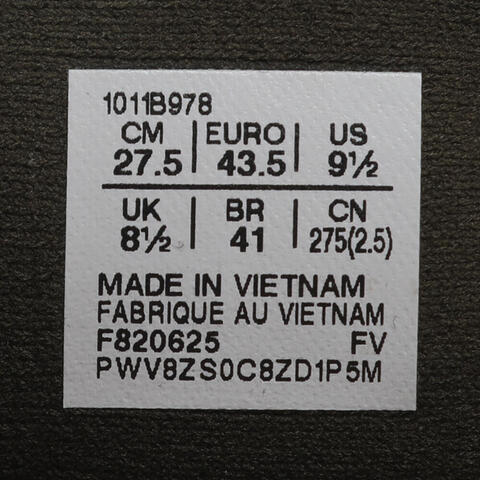 1011B978
CM | EURO | US
27.5 | 43.5 | 9½
UK | BR | CN
8½ | 41 | 275(2.5)
MADE IN VIETNAM
FABRIQUE AU VIETNAM
F820625 FV
PWV8ZS0C8ZD1P5M